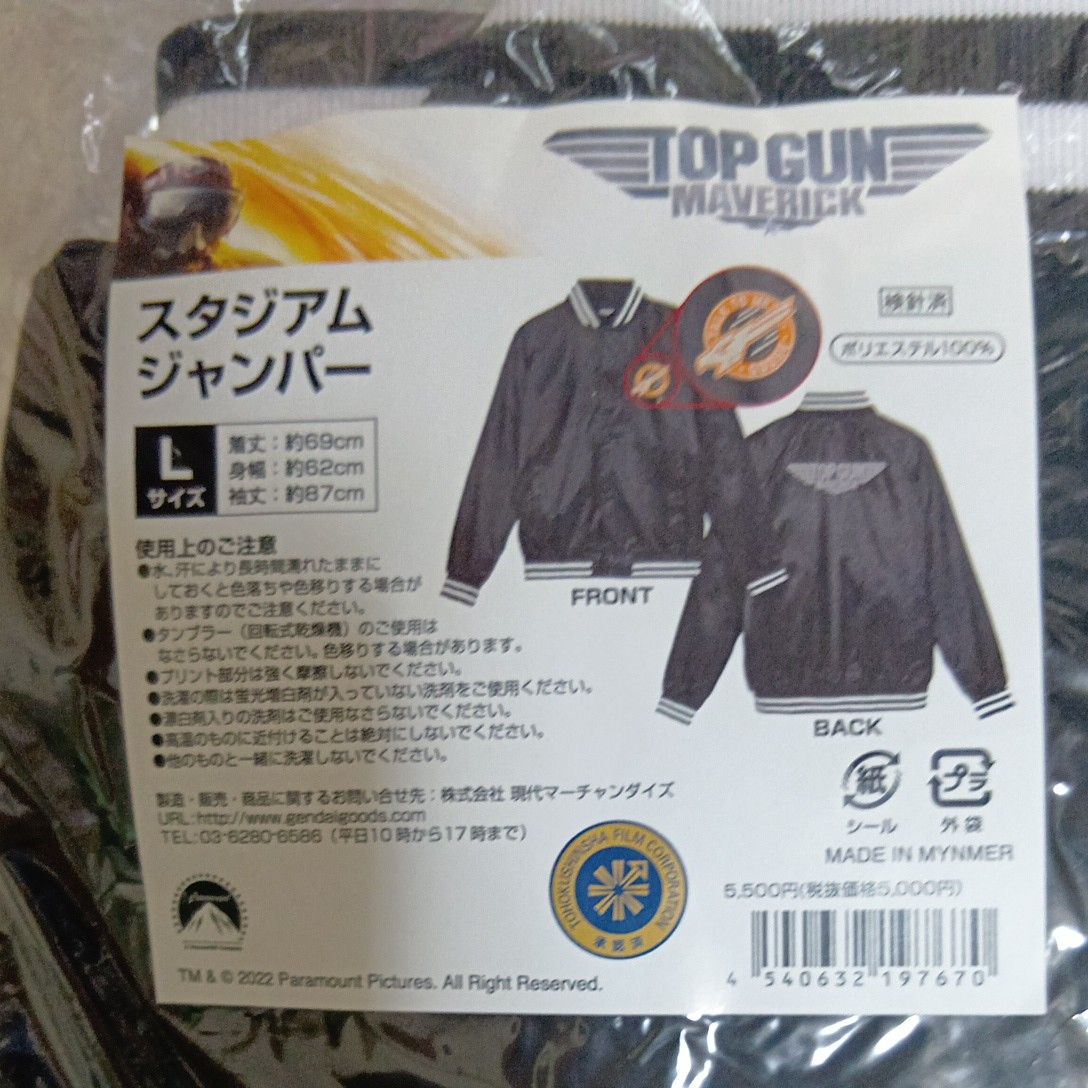 TOP GUN
MAVERICK
スタジアム
ジャンパー
検針済
ポリエステル100%
L
サイズ
着丈：約69cm
身幅：約62cm
袖丈：約87cm
TOP GUN
FRONT
BACK
使用上のご注意
●水、汗により長時間濡れたままに
しておくと色落ちや色移りする場合が
ありますのでご注意ください。
●タンブラー（回転式乾燥機）のご使用は
なさらないでください。色移りする場合があります。
●プリント部分は強く摩擦しないでください。
●洗濯の際は蛍光増白剤が入っていない洗剤をご使用ください。
●漂白剤入りの洗剤はご使用なさらないでください。
●高温のものに近付けることは絶対にしないでください。
●他のものと一緒に洗濯しないでください。
製造・販売・商品に関するお問い合せ先：株式会社 現代マーチャンダイズ
URL:http://www.gendaigoods.com
TEL:03-6280-6586（平日10時から17時まで）
紙
シール
プラ
外袋
MADE IN MYNMER
5,500円(税抜価格5,000円)
4 540632 197670
Paramount
TOHOKUSHINSHA FILM CORPORATION
承認済
TM & © 2022 Paramount Pictures. All Right Reserved.